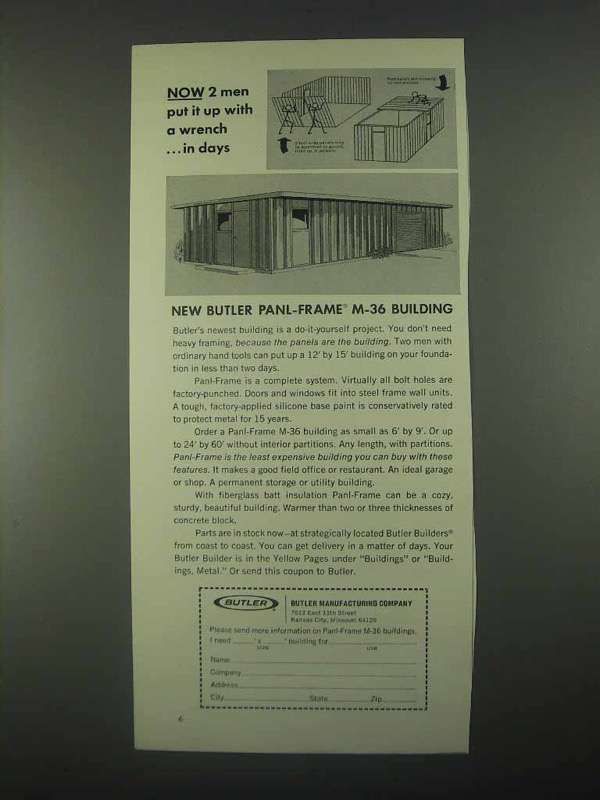 NOW 2 men
put it up with
a wrench
...in days
NEW BUTLER PANL-FRAME® M-36 BUILDING
Butler's newest building is a do-it-yourself project. You don't need
heavy framing, because the panels are the building. Two men with
ordinary hand tools can put up a 12' by 15' building on your founda-
tion in less than two days.
Panl-Frame is a complete system. Virtually all bolt holes are
factory-punched. Doors and windows fit into steel frame wall units.
A tough, factory-applied silicone base paint is conservatively rated
to protect metal for 15 years.
Order a Panl-Frame M-36 building as small as 6' by 9'. Or up
to 24' by 60' without interior partitions. Any length, with partitions.
Panl-Frame is the least expensive building you can buy with these
features. It makes a good field office or restaurant. An ideal garage
or shop. A permanent storage or utility building.
With fiberglass batt insulation Panl-Frame can be a cozy,
sturdy, beautiful building. Warmer than two or three thicknesses of
concrete block.
Parts are in stock now—at strategically located Butler Builders®
from coast to coast. You can get delivery in a matter of days. Your
Butler Builder is in the Yellow Pages under "Buildings" or "Build-
ings, Metal." Or send this coupon to Butler.
BUTLER
BUTLER MANUFACTURING COMPANY
East 13th Street
Kansas City, Missouri 64126
Please send more information on Panl-Frame M-36 buildings.
I need ' x ' building for
size use
Name
Company
Address
City State Zip
6